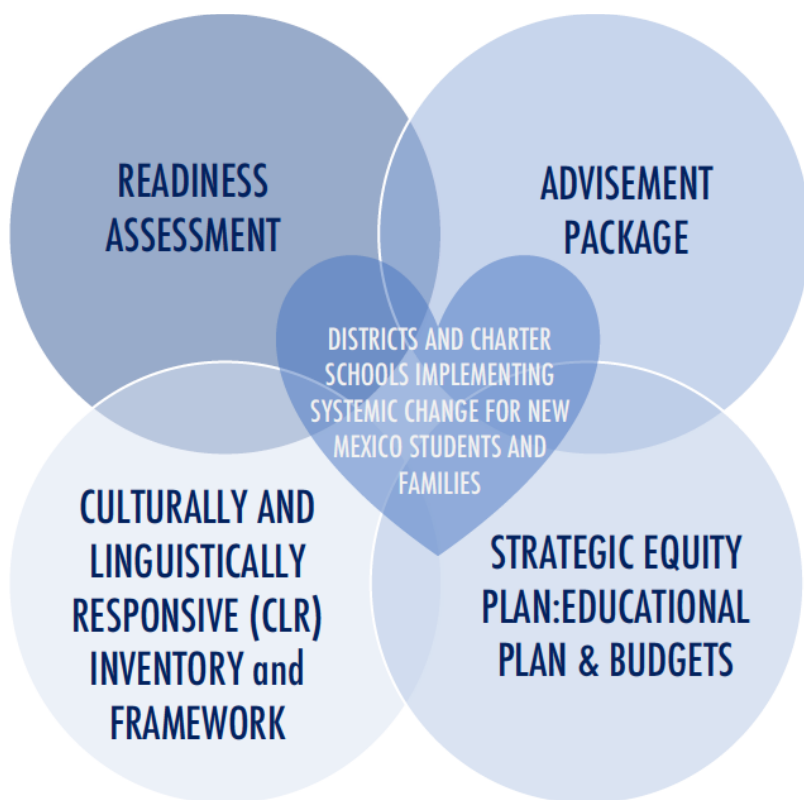 READINESS
ASSESSMENT
ADVISEMENT
PACKAGE
DISTRICTS AND CHARTER
SCHOOLS IMPLEMENTING
SYSTEMIC CHANGE FOR NEW
MEXICO STUDENTS AND
FAMILIES
CULTURALLY AND
LINGUISTICALLY
RESPONSIVE (CLR)
INVENTORY and
FRAMEWORK
STRATEGIC EQUITY
PLAN:EDUCATIONAL
PLAN & BUDGETS